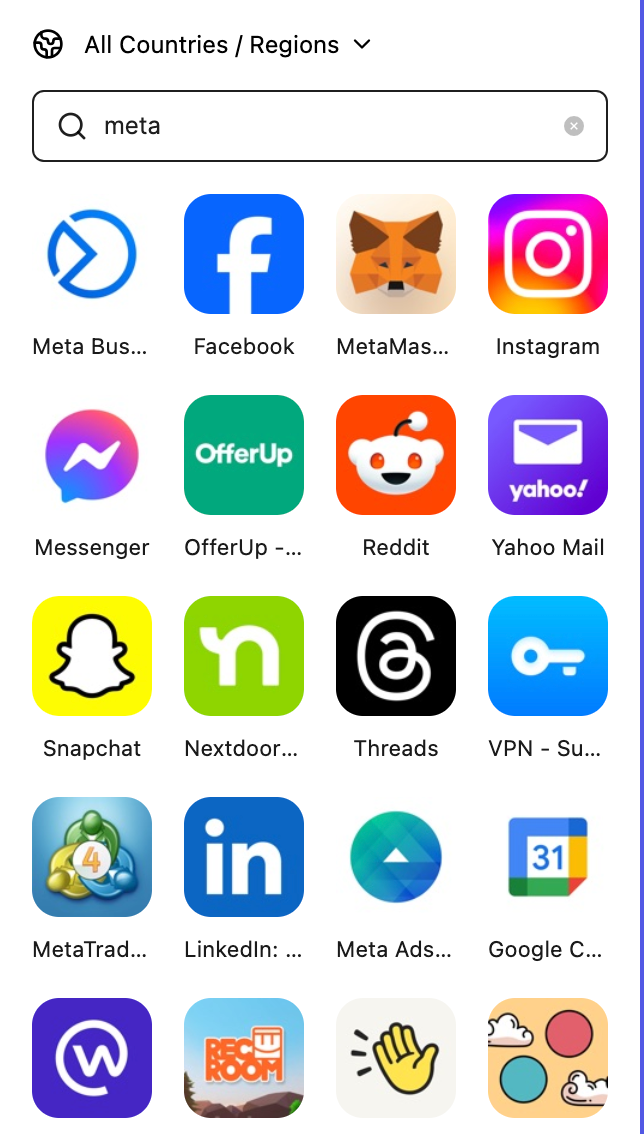 All Countries / Regions
meta
Meta Bus...
Facebook
MetaMas...
Instagram
OfferUp
yahoo!
Messenger
OfferUp -...
Reddit
Yahoo Mail
Snapchat
Nextdoor...
Threads
VPN - Su...
4
in
31
MetaTrad...
LinkedIn: ...
Meta Ads...
Google C...
REC
ROOM